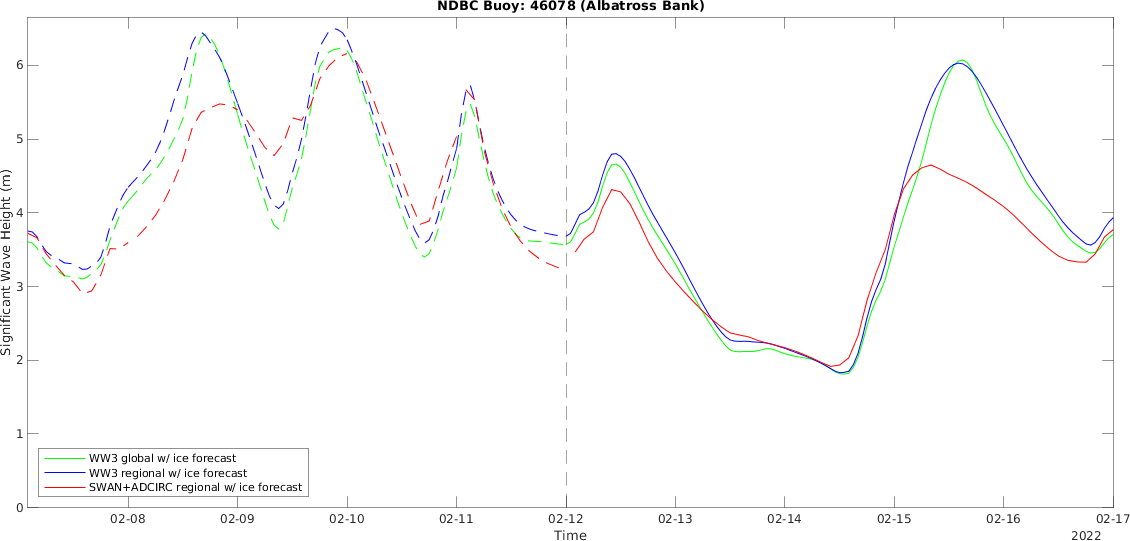 NDBC Buoy: 46078 (Albatross Bank)
Significant Wave Height (m)
6
5
4
3
2
1
0
WW3 global w/ ice forecast
WW3 regional w/ ice forecast
SWAN+ADCIRC regional w/ ice forecast
02-08 02-09 02-10 02-11 02-12 02-13 02-14 02-15 02-16 02-17
Time
2022